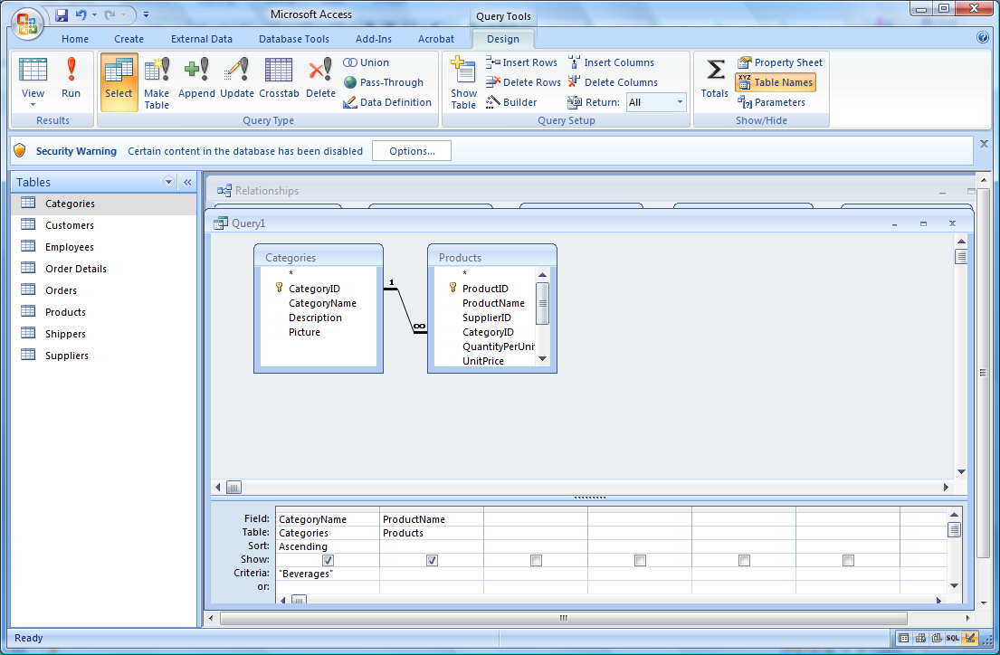 Microsoft Access
Query Tools
Home Create External Data Database Tools Add-Ins Acrobat Design
View Run Select Make Table Append Update Crosstab Delete
Union
Pass-Through
Data Definition
Show Table
Insert Rows Insert Columns
Delete Rows Delete Columns
Builder Return: All
Totals
Property Sheet
XYZ Table Names
Parameters
Results Query Type Query Setup Show/Hide
Security Warning Certain content in the database has been disabled Options...
Tables
Categories
Customers
Employees
Order Details
Orders
Products
Shippers
Suppliers
Relationships
Query1
Categories
*
CategoryID
CategoryName
Description
Picture
1
∞
Products
*
ProductID
ProductName
SupplierID
CategoryID
QuantityPerUni
UnitPrice
Field: CategoryName ProductName
Table: Categories Products
Sort: Ascending
Show:
Criteria: "Beverages"
or:
Ready
SQL